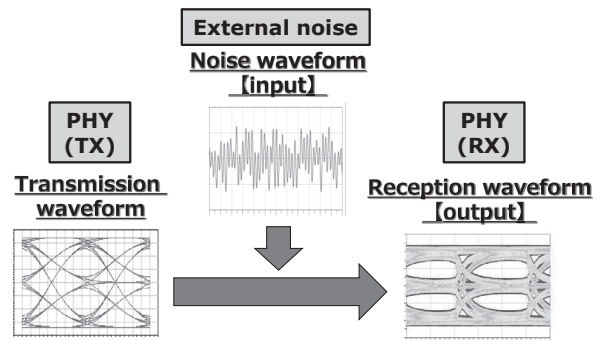 External noise
Noise waveform
【input】
PHY
(TX)
Transmission
waveform
PHY
(RX)
Reception waveform
【output】